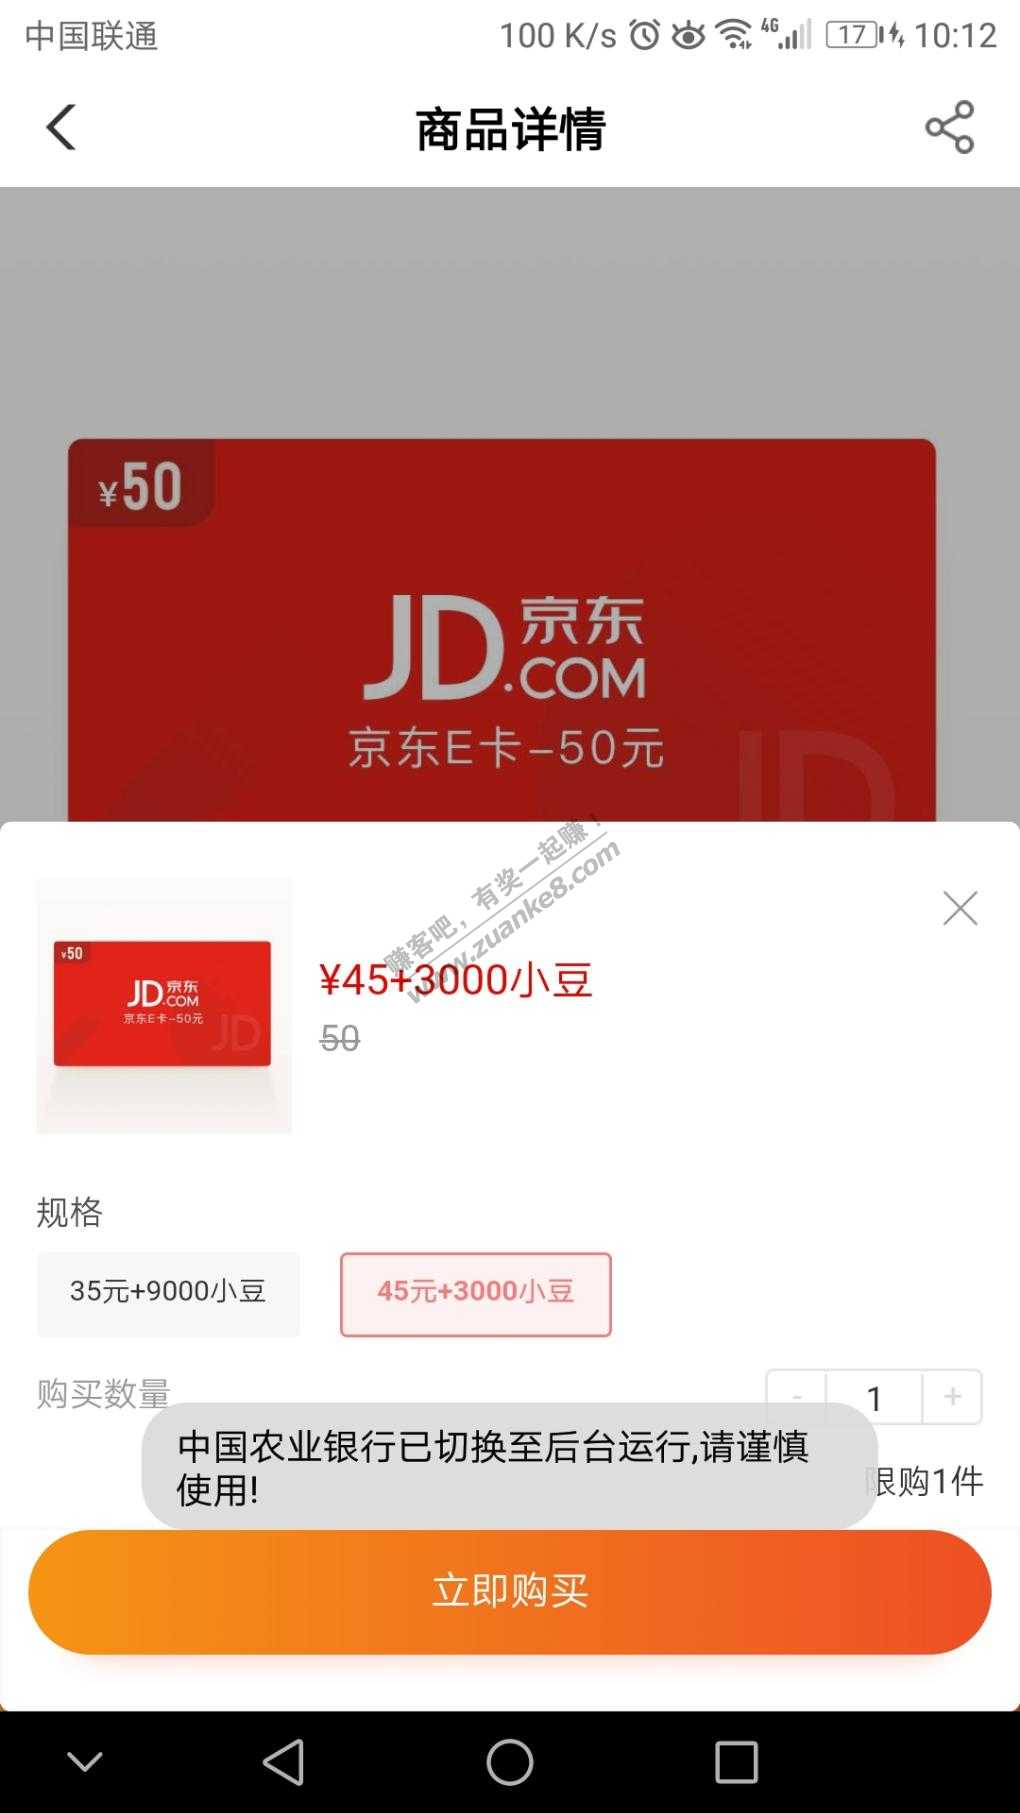 中国联通 100 K/s 4G 17 10:12
商品详情
¥50
JD.京东
.COM
京东E卡-50元
JD
赚客吧，有奖一起赚！
www.zuanke8.com
¥50
JD.京东
.COM
京东E卡-50元
JD
¥45+3000小豆
50
规格
35元+9000小豆
45元+3000小豆
购买数量
- 1 +
中国农业银行已切换至后台运行,请谨慎
使用!
限购1件
立即购买